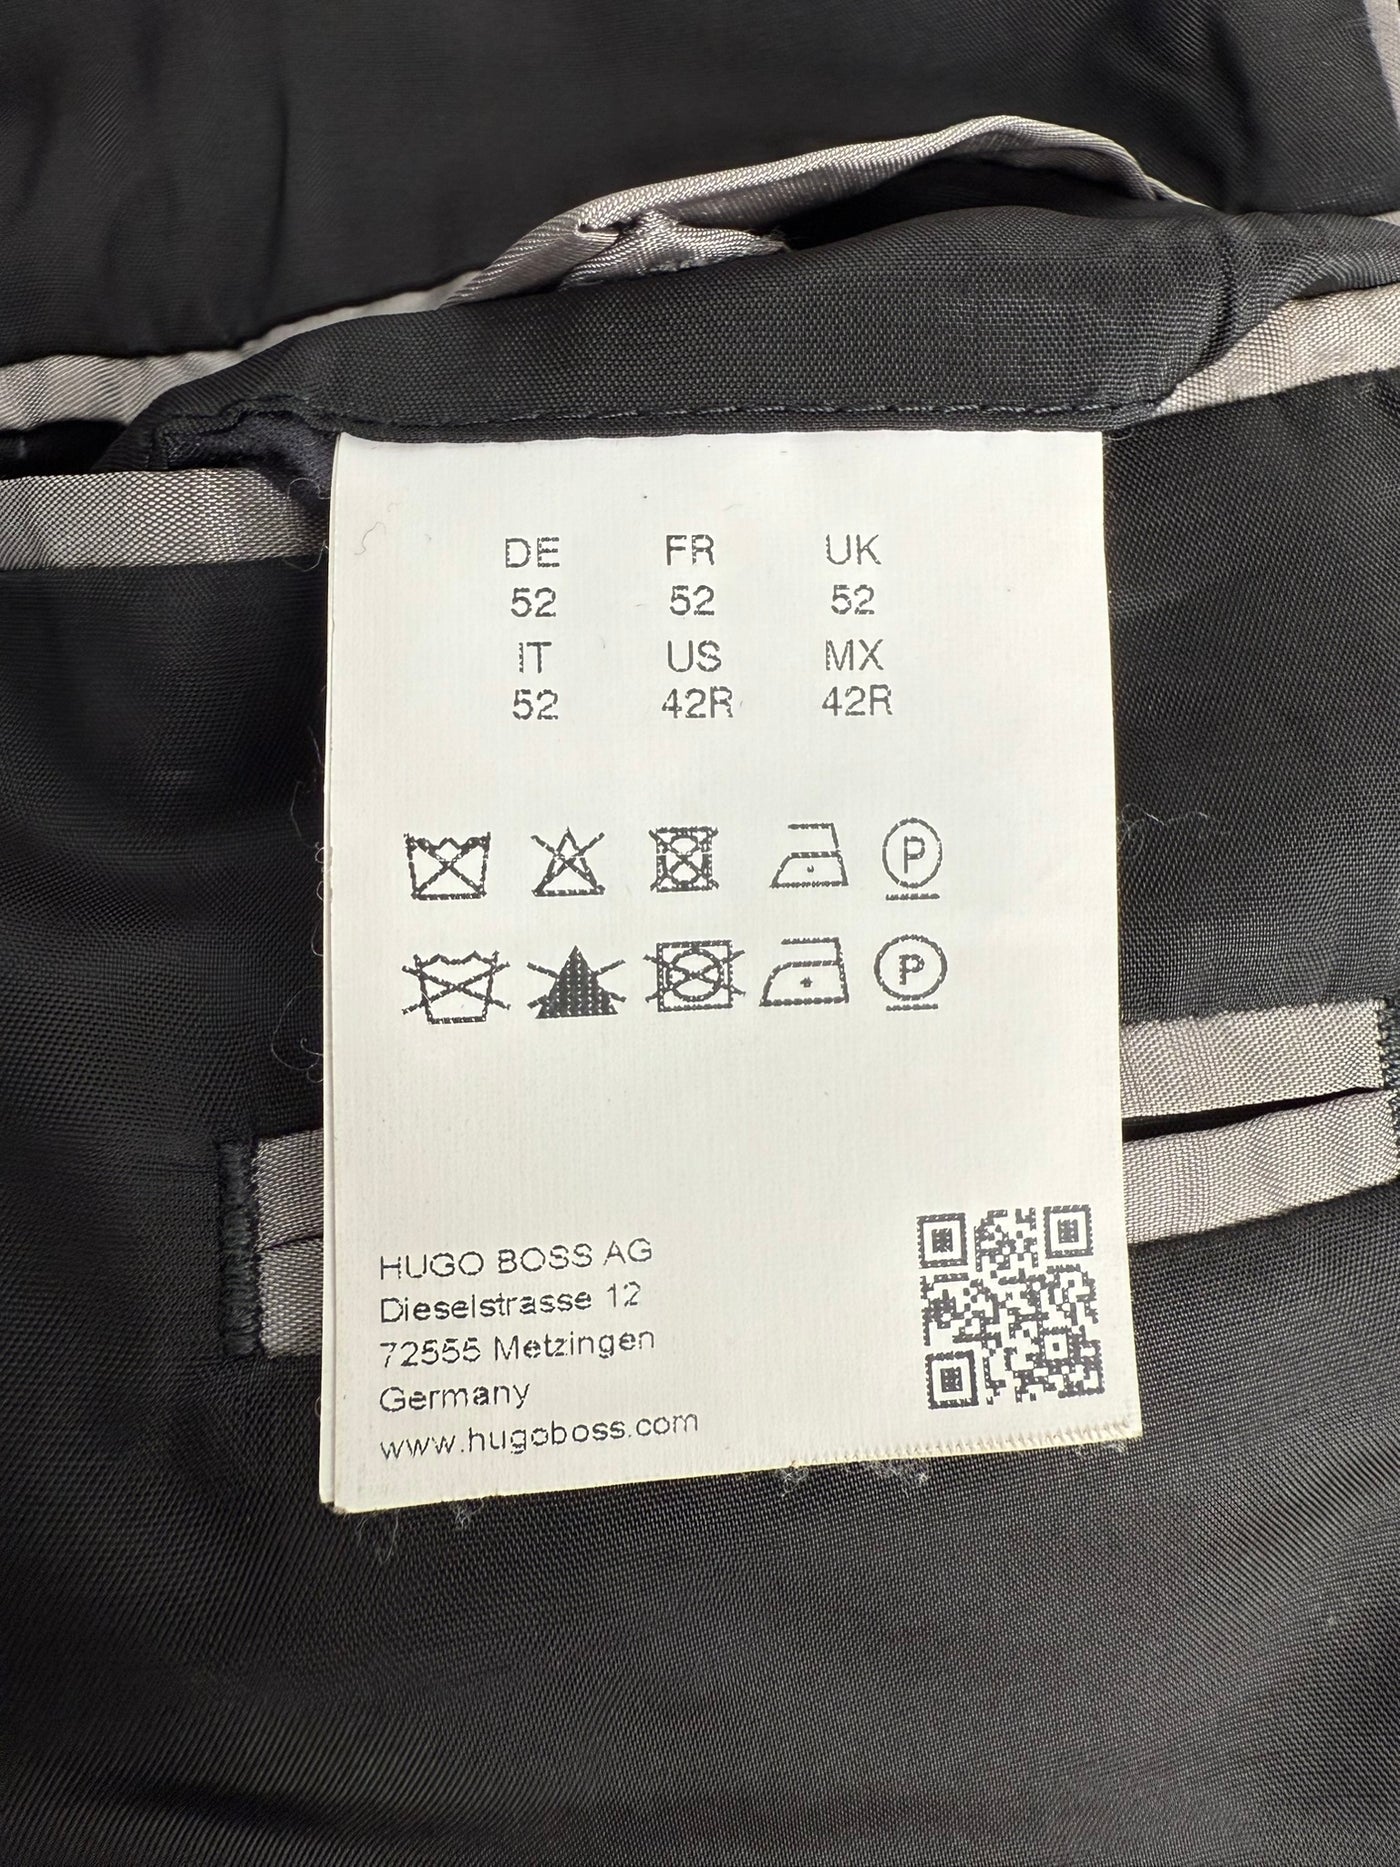 DE FR UK
52 52 52
IT US MX
52 42R 42R
P
P
HUGO BOSS AG
Dieselstrasse 12
72555 Metzingen
Germany
www.hugoboss.com